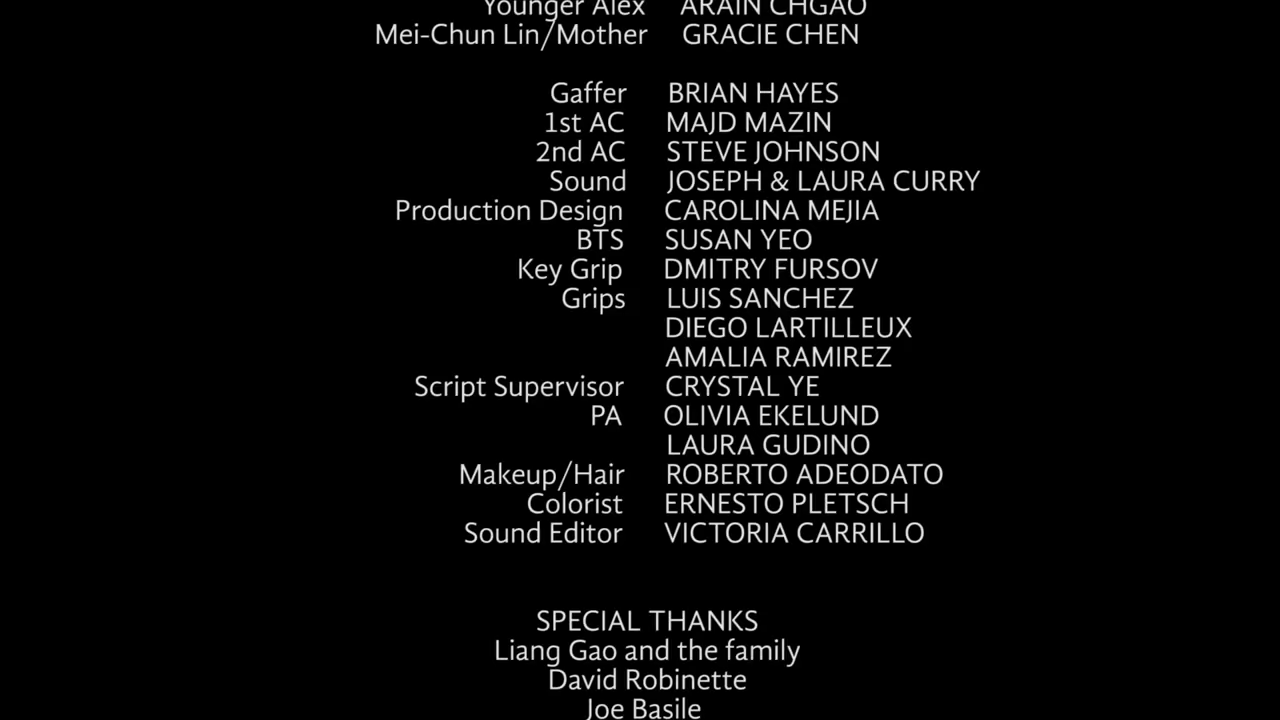 Younger Alex ARAIN CHGAO
Mei-Chun Lin/Mother GRACIE CHEN
Gaffer BRIAN HAYES
1st AC MAJD MAZIN
2nd AC STEVE JOHNSON
Sound JOSEPH & LAURA CURRY
Production Design CAROLINA MEJIA
BTS SUSAN YEO
Key Grip DMITRY FURSOV
Grips LUIS SANCHEZ
DIEGO LARTILLEUX
AMALIA RAMIREZ
Script Supervisor CRYSTAL YE
PA OLIVIA EKELUND
LAURA GUDINO
Makeup/Hair ROBERTO ADEODATO
Colorist ERNESTO PLETSCH
Sound Editor VICTORIA CARRILLO
SPECIAL THANKS
Liang Gao and the family
David Robinette
Joe Basile